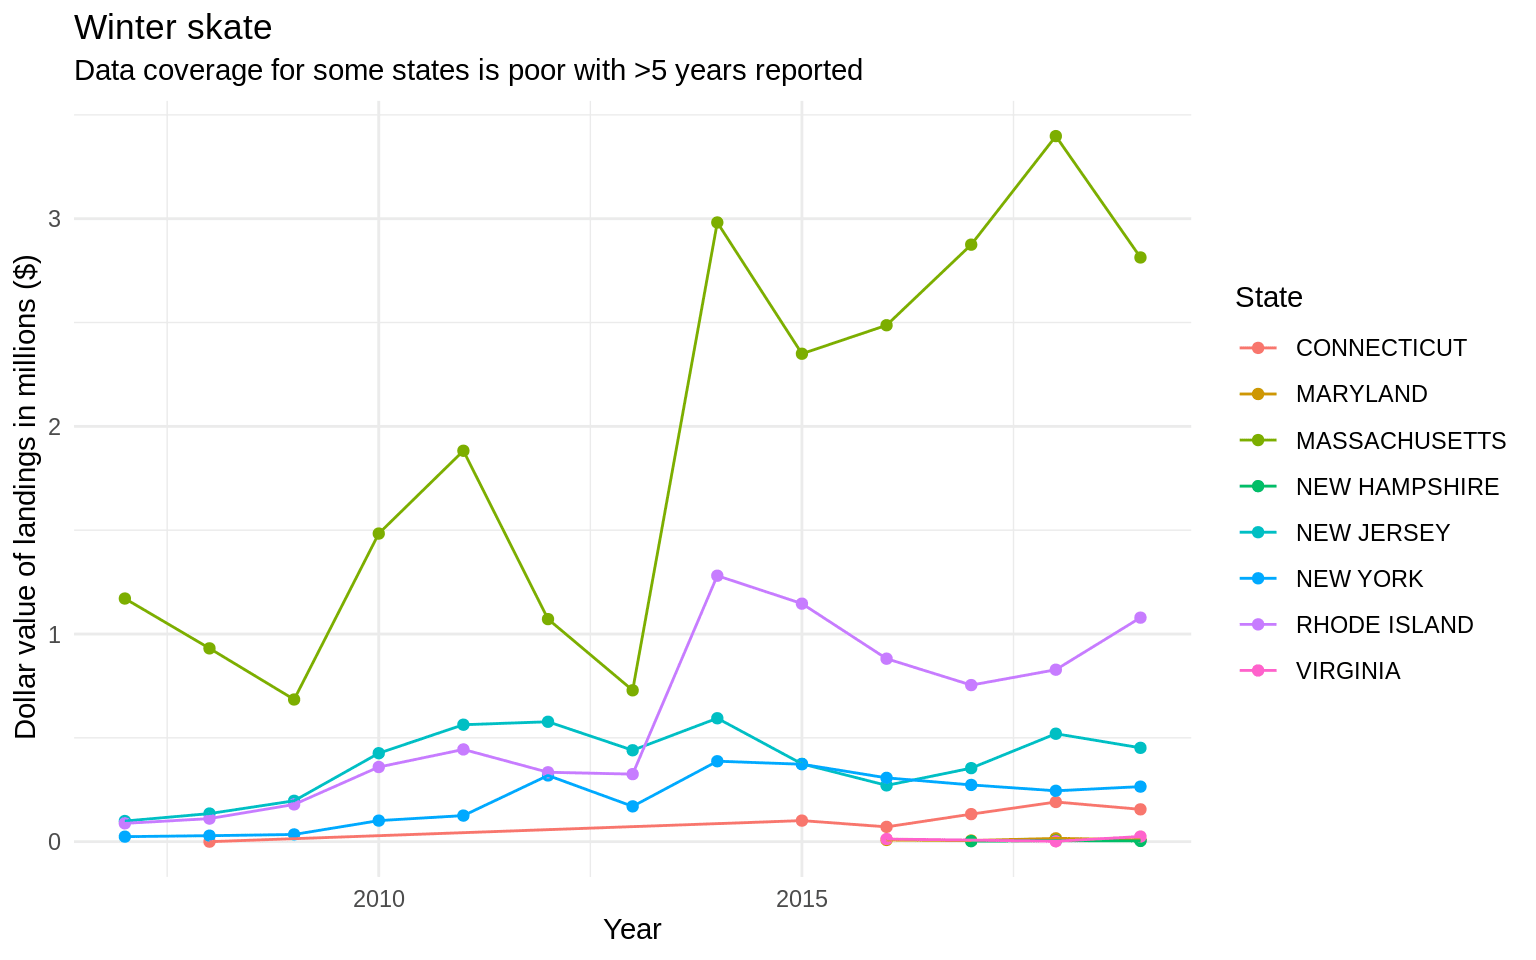 Winter skate
Data coverage for some states is poor with >5 years reported
Dollar value of landings in millions ($)
3
2
1
0
2010
2015
Year
State
CONNECTICUT
MARYLAND
MASSACHUSETTS
NEW HAMPSHIRE
NEW JERSEY
NEW YORK
RHODE ISLAND
VIRGINIA